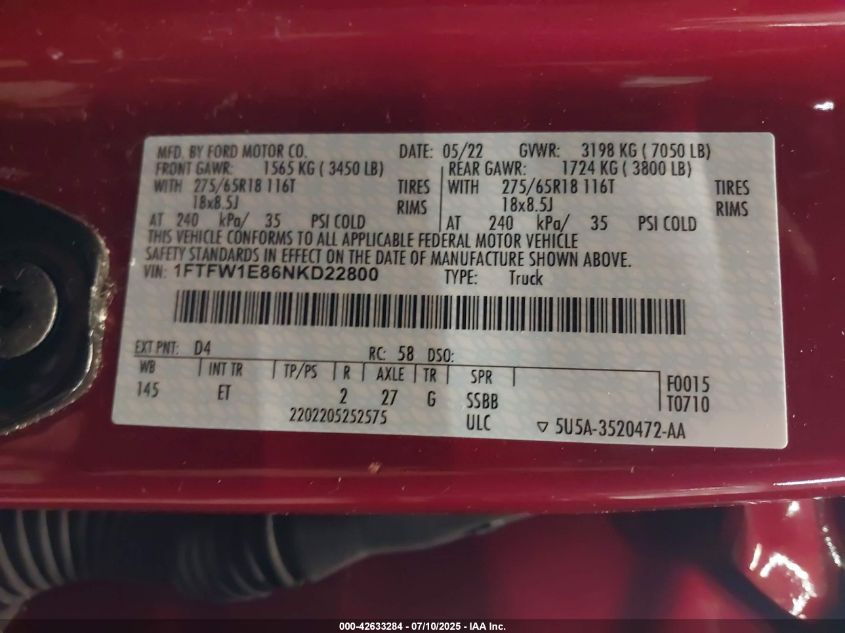 MFD. BY FORD MOTOR CO. DATE: 05/22 GVWR: 3198 KG ( 7050 LB)
FRONT GAWR: 1565 KG ( 3450 LB) REAR GAWR: 1724 KG ( 3800 LB)
WITH 275/65R18 116T TIRES WITH 275/65R18 116T TIRES
18x8.5J RIMS 18x8.5J RIMS
AT 240 kPa/ 35 PSI COLD AT 240 kPa/ 35 PSI COLD
THIS VEHICLE CONFORMS TO ALL APPLICABLE FEDERAL MOTOR VEHICLE
SAFETY STANDARDS IN EFFECT ON THE DATE OF MANUFACTURE SHOWN ABOVE.
VIN: 1FTFW1E86NKD22800 TYPE: Truck
EXT PNT: D4 RC: 58 DSO:
WB INT TR TP/PS R AXLE TR SPR F0015
145 ET 2 27 G SSBB T0710
2202205252575 ULC ▽ 5U5A-3520472-AA
000-42633284 - 07/10/2025 - IAA Inc.